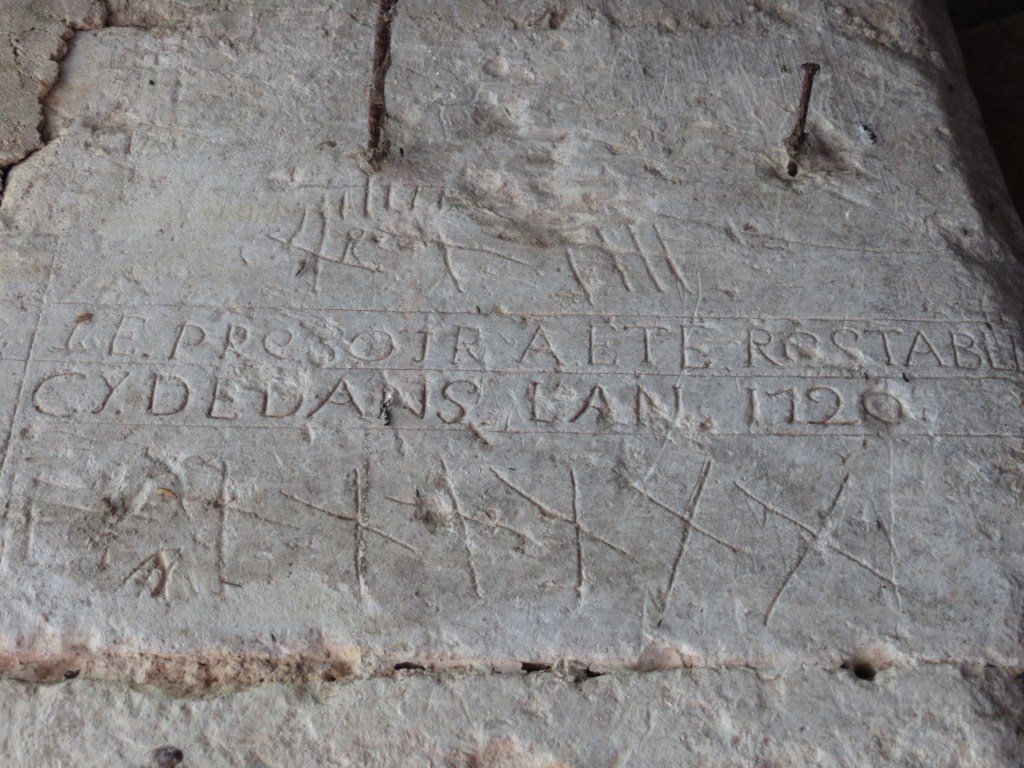 LE PRESOIR A ETE RESTABLI
CY DEDANS LAN 1720